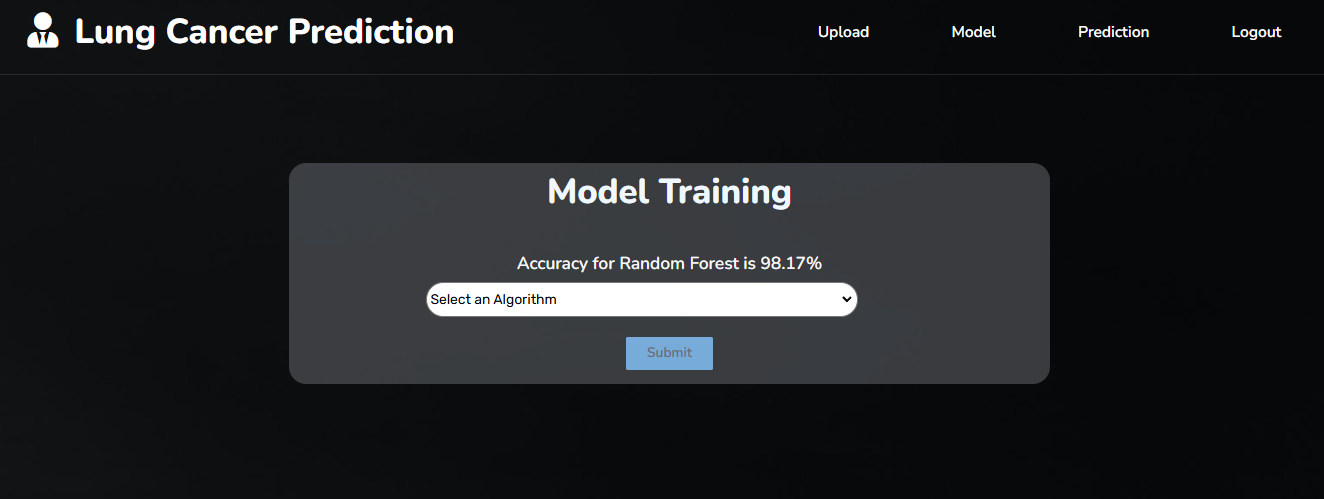 Lung Cancer Prediction
Upload
Model
Prediction
Logout
Model Training
Accuracy for Random Forest is 98.17%
Select an Algorithm
Submit